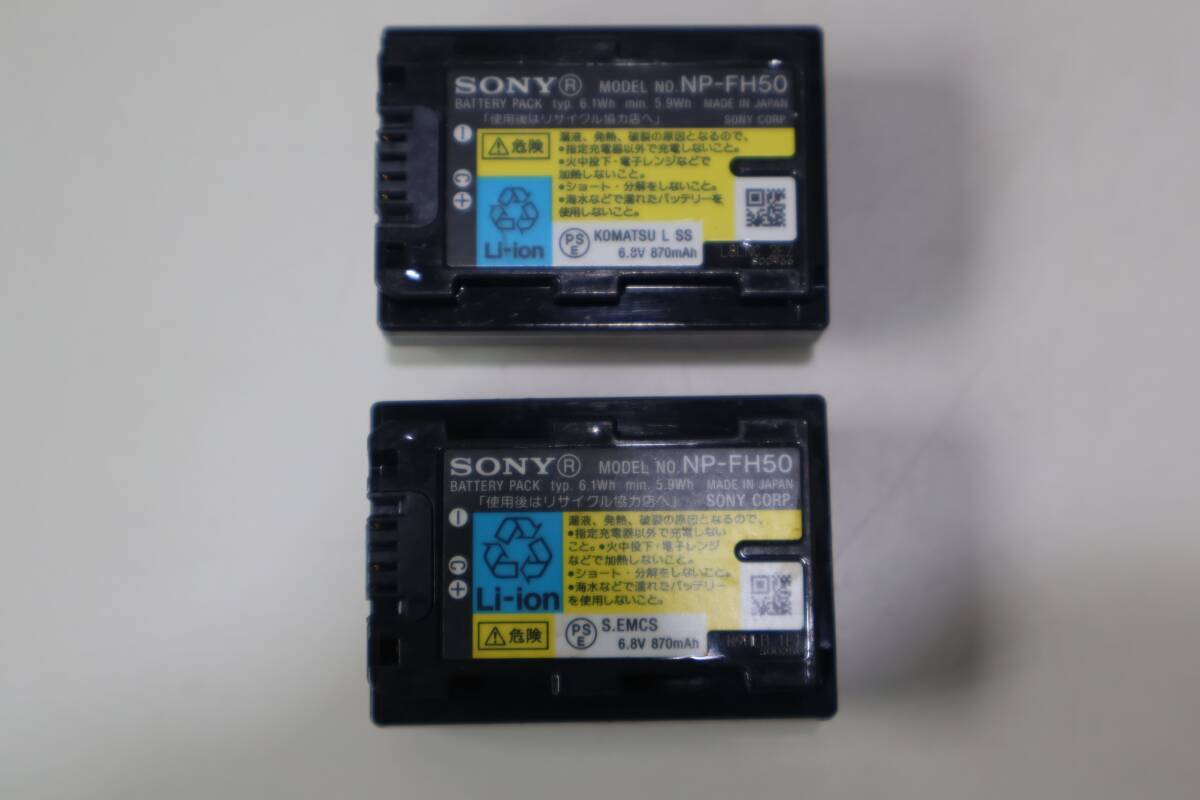 SONY® MODEL NO. NP-FH50
BATTERY PACK typ. 6.1Wh min. 5.9Wh MADE IN JAPAN
「使用後はリサイクル協力店へ」 SONY CORP.
危険
漏液、発熱、破裂の原因となるので、
•指定充電器以外で充電しないこと。
•火中投下・電子レンジなどで
加熱しないこと。
•ショート・分解をしないこと。
•海水などで濡れたバッテリーを
使用しないこと。
Li-ion
PSE KOMATSU L SS
6.8V 870mAh
SONY® MODEL NO. NP-FH50
BATTERY PACK typ. 6.1Wh min. 5.9Wh MADE IN JAPAN
「使用後はリサイクル協力店へ」 SONY CORP.
漏液、発熱、破裂の原因となるので、
•指定充電器以外で充電しない
こと。•火中投下・電子レンジ
などで加熱しないこと。
•ショート・分解をしないこと。
•海水などで濡れたバッテリー
を使用しないこと。
Li-ion
危険
PSE S.EMCS
6.8V 870mAh